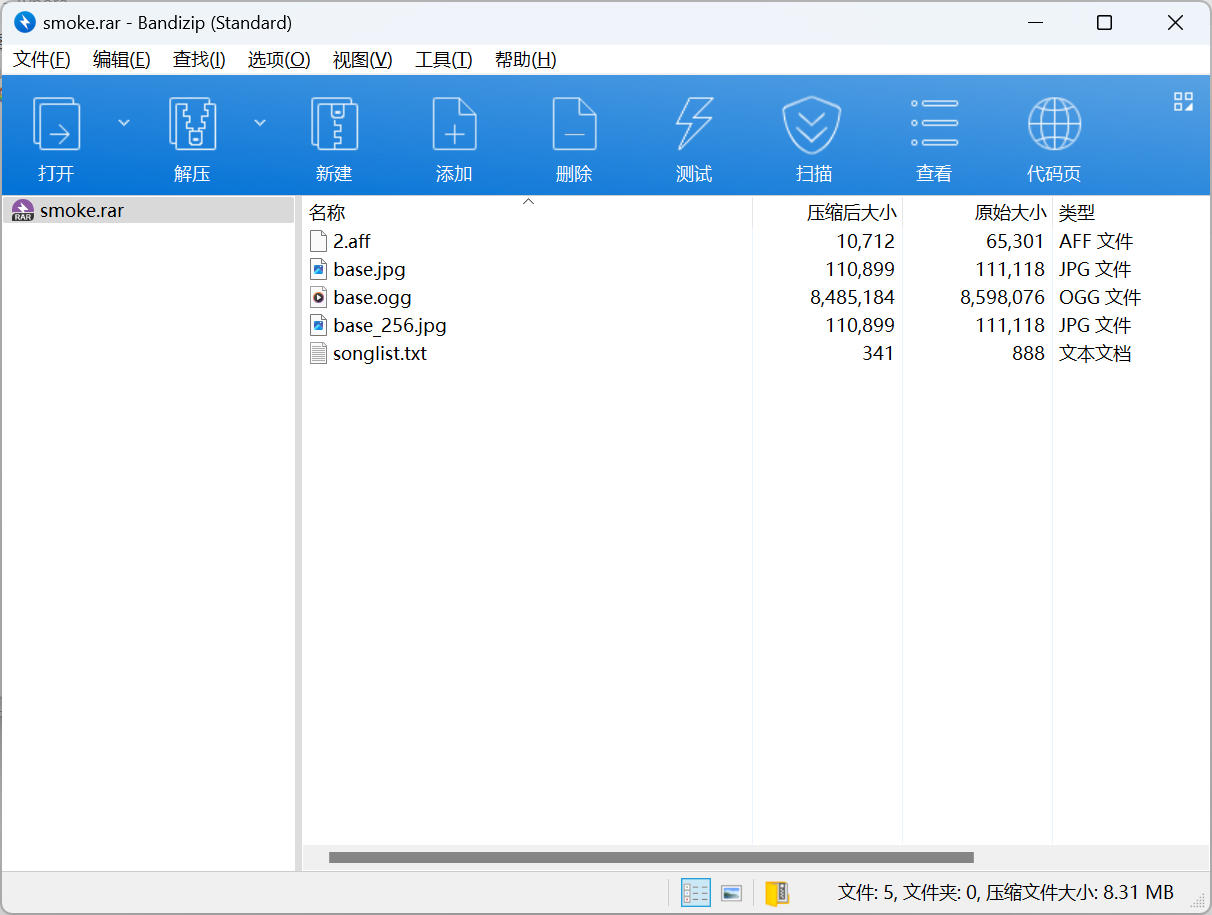 smoke.rar - Bandizip (Standard)
文件(F) 编辑(E) 查找(I) 选项(O) 视图(V) 工具(T) 帮助(H)
打开 解压 新建 添加 删除 测试 扫描 查看 代码页
RAR smoke.rar
名称 压缩后大小 原始大小 类型
2.aff 10,712 65,301 AFF 文件
base.jpg 110,899 111,118 JPG 文件
base.ogg 8,485,184 8,598,076 OGG 文件
base_256.jpg 110,899 111,118 JPG 文件
songlist.txt 341 888 文本文档
文件: 5, 文件夹: 0, 压缩文件大小: 8.31 MB